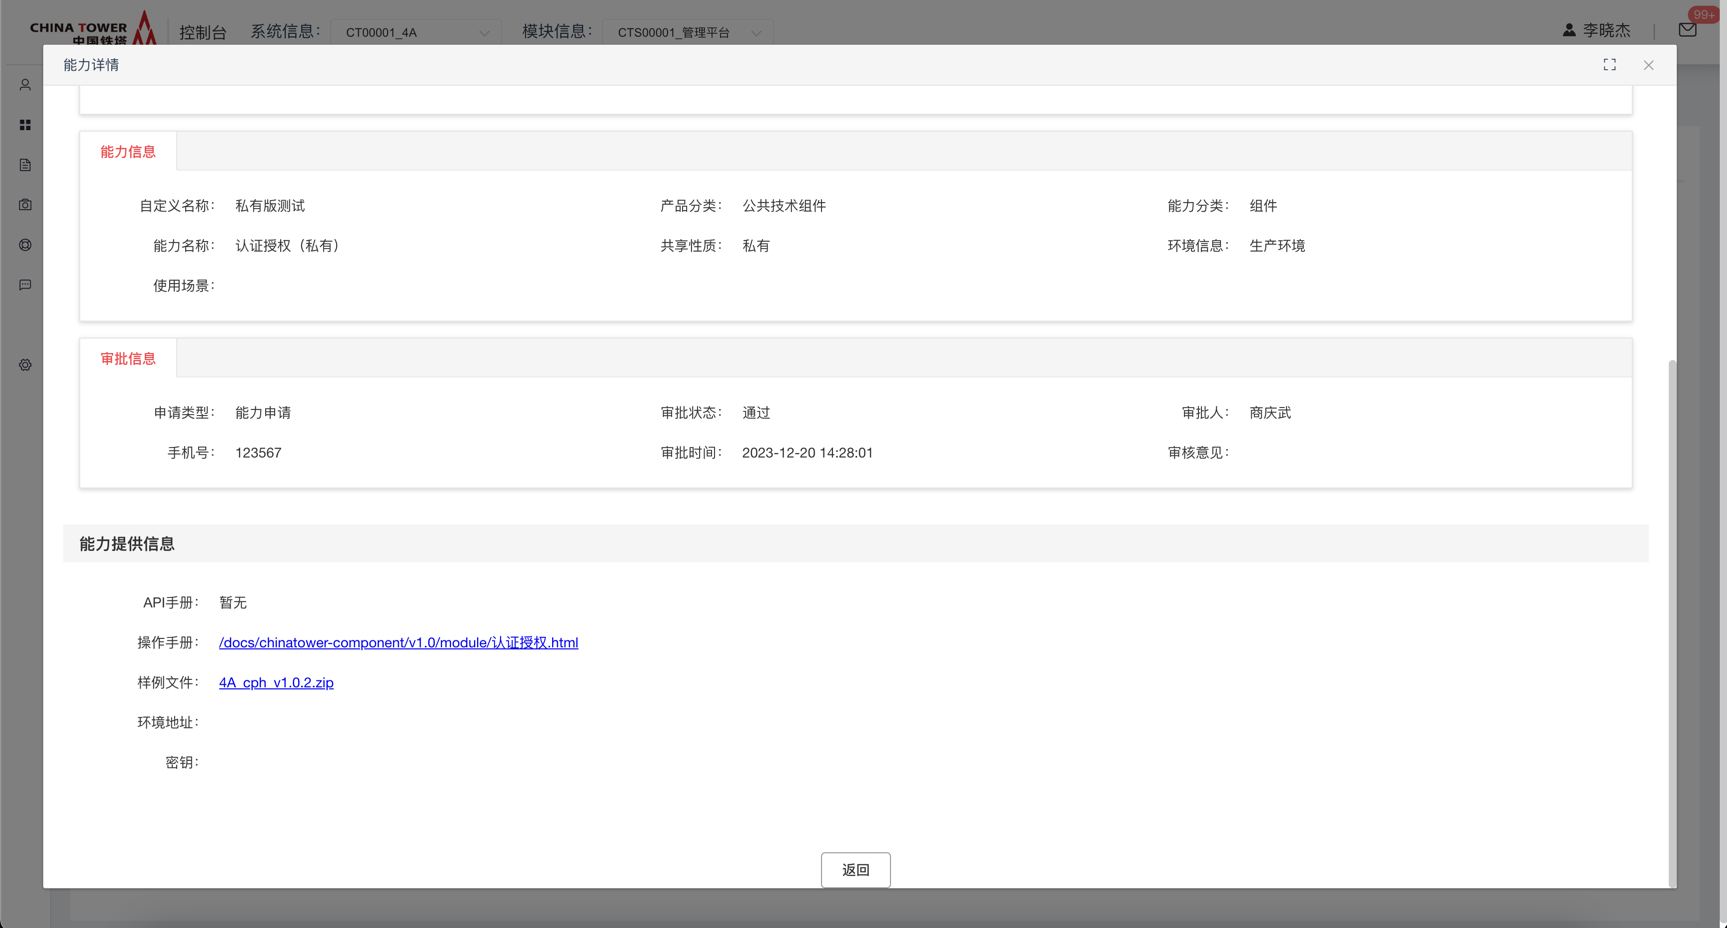 CHINA TOWER
中国铁塔
控制台 系统信息： CT00001_4A 模块信息： CTS00001_管理平台 李晓杰 99+
能力详情
能力信息
自定义名称： 私有版测试 产品分类： 公共技术组件 能力分类： 组件
能力名称： 认证授权（私有） 共享性质： 私有 环境信息： 生产环境
使用场景：
审批信息
申请类型： 能力申请 审批状态： 通过 审批人： 商庆武
手机号： 123567 审批时间： 2023-12-20 14:28:01 审核意见：
能力提供信息
API手册： 暂无
操作手册： /docs/chinatower-component/v1.0/module/认证授权.html
样例文件： 4A_cph_v1.0.2.zip
环境地址：
密钥：
返回